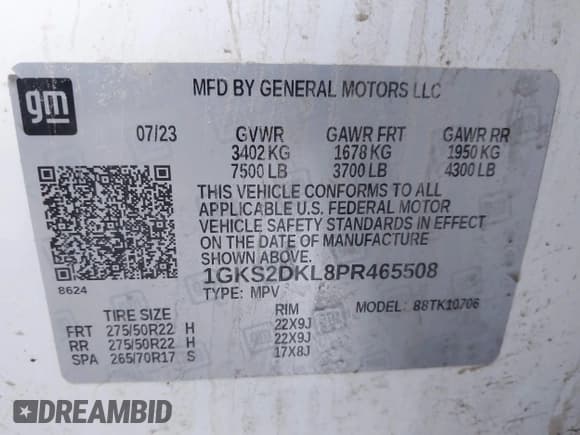 gm
MFD BY GENERAL MOTORS LLC
07/23 GVWR GAWR FRT GAWR RR
3402 KG 1678 KG 1950 KG
7500 LB 3700 LB 4300 LB
THIS VEHICLE CONFORMS TO ALL
APPLICABLE U.S. FEDERAL MOTOR
VEHICLE SAFETY STANDARDS IN EFFECT
ON THE DATE OF MANUFACTURE SHOWN ABOVE.
1GKS2DKL8PR465508
8624 TYPE: MPV MODEL: 88TK10706
TIRE SIZE RIM
FRT 275/50R22 H 22X9J
RR 275/50R22 H 22X9J
SPA 265/70R17 S 17X8J
DREAMBID